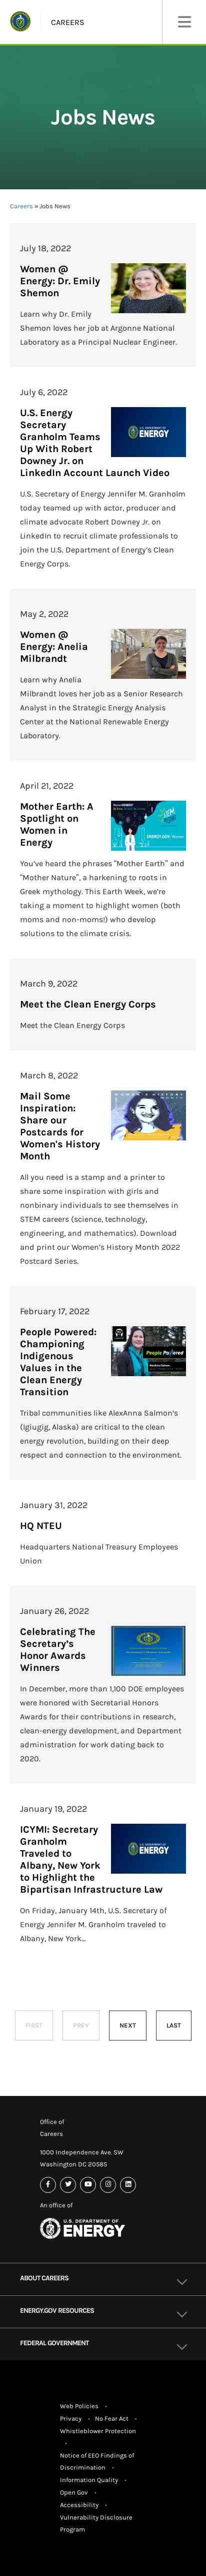 CAREERS
Jobs News
Careers » Jobs News
July 18, 2022
Women @
Energy: Dr. Emily
Shemon
Learn why Dr. Emily
Shemon loves her job at Argonne National
Laboratory as a Principal Nuclear Engineer.
July 6, 2022
U.S. Energy
Secretary
Granholm Teams
Up With Robert
Downey Jr. on
LinkedIn Account Launch Video
U.S. Secretary of Energy Jennifer M. Granholm
today teamed up with actor, producer and
climate advocate Robert Downey Jr. on
LinkedIn to recruit climate professionals to
join the U.S. Department of Energy's Clean
Energy Corps.
May 2, 2022
Women @
Energy: Anelia
Milbrandt
Learn why Anelia
Milbrandt loves her job as a Senior Research
Analyst in the Strategic Energy Analysis
Center at the National Renewable Energy
Laboratory.
April 21, 2022
Mother Earth: A
Spotlight on
Women in
Energy
You've heard the phrases "Mother Earth" and
"Mother Nature", a harkening to roots in
Greek mythology. This Earth Week, we're
taking a moment to highlight women (both
moms and non-moms!) who develop
solutions to the climate crisis.
March 9, 2022
Meet the Clean Energy Corps
Meet the Clean Energy Corps
March 8, 2022
Mail Some
Inspiration:
Share our
Postcards for
Women's History
Month
All you need is a stamp and a printer to
share some inspiration with girls and
nonbinary individuals to see themselves in
STEM careers (science, technology,
engineering, and mathematics). Download
and print our Women's History Month 2022
Postcard Series.
February 17, 2022
People Powered:
Championing
Indigenous
Values in the
Clean Energy
Transition
People Powered
Tribal communities like AlexAnna Salmon's
(Igiugig, Alaska) are critical to the clean
energy revolution, building on their deep
respect and connection to the environment.
January 31, 2022
HQ NTEU
Headquarters National Treasury Employees
Union
January 26, 2022
Celebrating The
Secretary's
Honor Awards
Winners
In December, more than 1,100 DOE employees
were honored with Secretarial Honors
Awards for their contributions in research,
clean-energy development, and Department
administration for work dating back to
2020.
January 19, 2022
ICYMI: Secretary
Granholm
Traveled to
Albany, New York
to Highlight the
Bipartisan Infrastructure Law
On Friday, January 14th, U.S. Secretary of
Energy Jennifer M. Granholm traveled to
Albany, New York...
FIRST PREV NEXT LAST
Office of
Careers
1000 Independence Ave. SW
Washington DC 20585
An office of
U.S. DEPARTMENT OF
ENERGY
ABOUT CAREERS
ENERGY.GOV RESOURCES
FEDERAL GOVERNMENT
Web Policies •
Privacy • No Fear Act •
Whistleblower Protection
•
Notice of EEO Findings of
Discrimination •
Information Quality •
Open Gov •
Accessibility •
Vulnerability Disclosure
Program